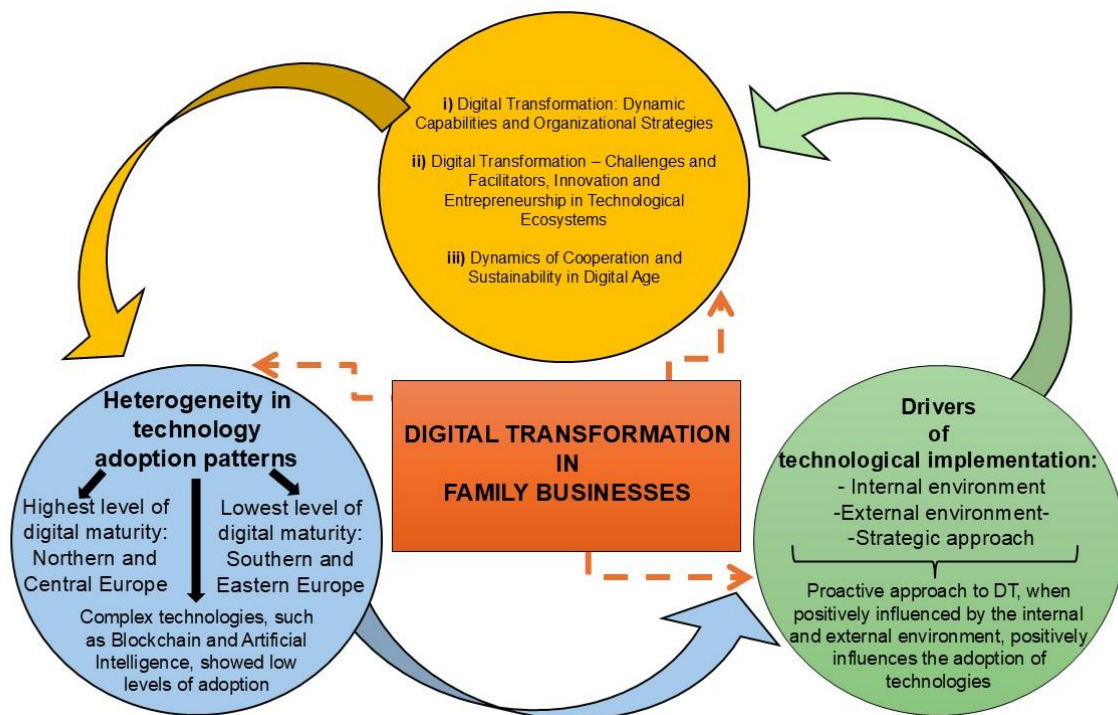 i) Digital Transformation: Dynamic
Capabilities and Organizational Strategies
ii) Digital Transformation – Challenges and
Facilitators, Innovation and
Entrepreneurship in Technological
Ecosystems
iii) Dynamics of Cooperation and
Sustainability in Digital Age
DIGITAL TRANSFORMATION
IN
FAMILY BUSINESSES
Heterogeneity in
technology
adoption patterns
Highest level of
digital maturity:
Northern and
Central Europe
Lowest level of
digital maturity:
Southern and
Eastern Europe
Complex technologies, such
as Blockchain and Artificial
Intelligence, showed low
levels of adoption
Drivers
of
technological implementation:
- Internal environment
-External environment-
-Strategic approach
Proactive approach to DT, when
positively influenced by the internal
and external environment, positively
influences the adoption of
technologies